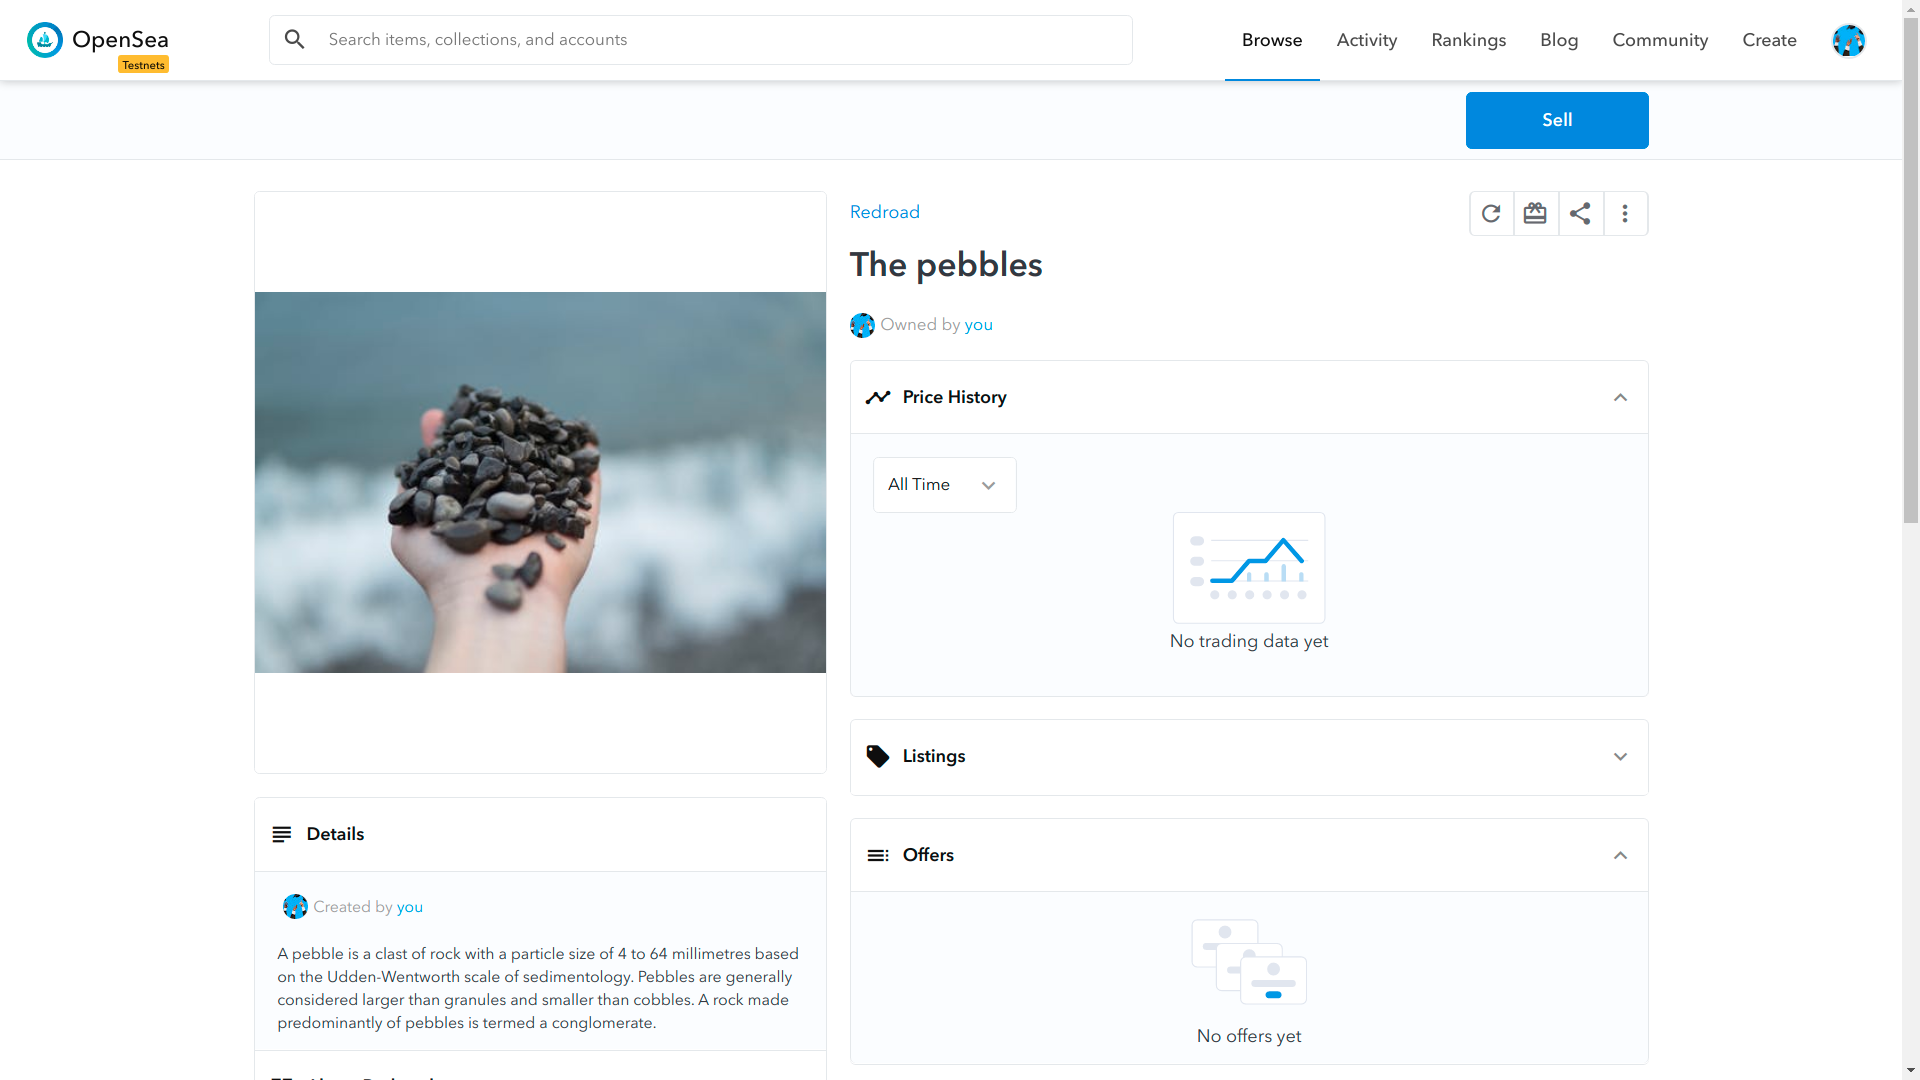 OpenSea
Testnets
Search items, collections, and accounts
Browse
Activity
Rankings
Blog
Community
Create
Sell
Redroad
The pebbles
Owned by you
Price History
All Time
No trading data yet
Listings
Offers
No offers yet
Details
Created by you
A pebble is a clast of rock with a particle size of 4 to 64 millimetres based
on the Udden-Wentworth scale of sedimentology. Pebbles are generally
considered larger than granules and smaller than cobbles. A rock made
predominantly of pebbles is termed a conglomerate.